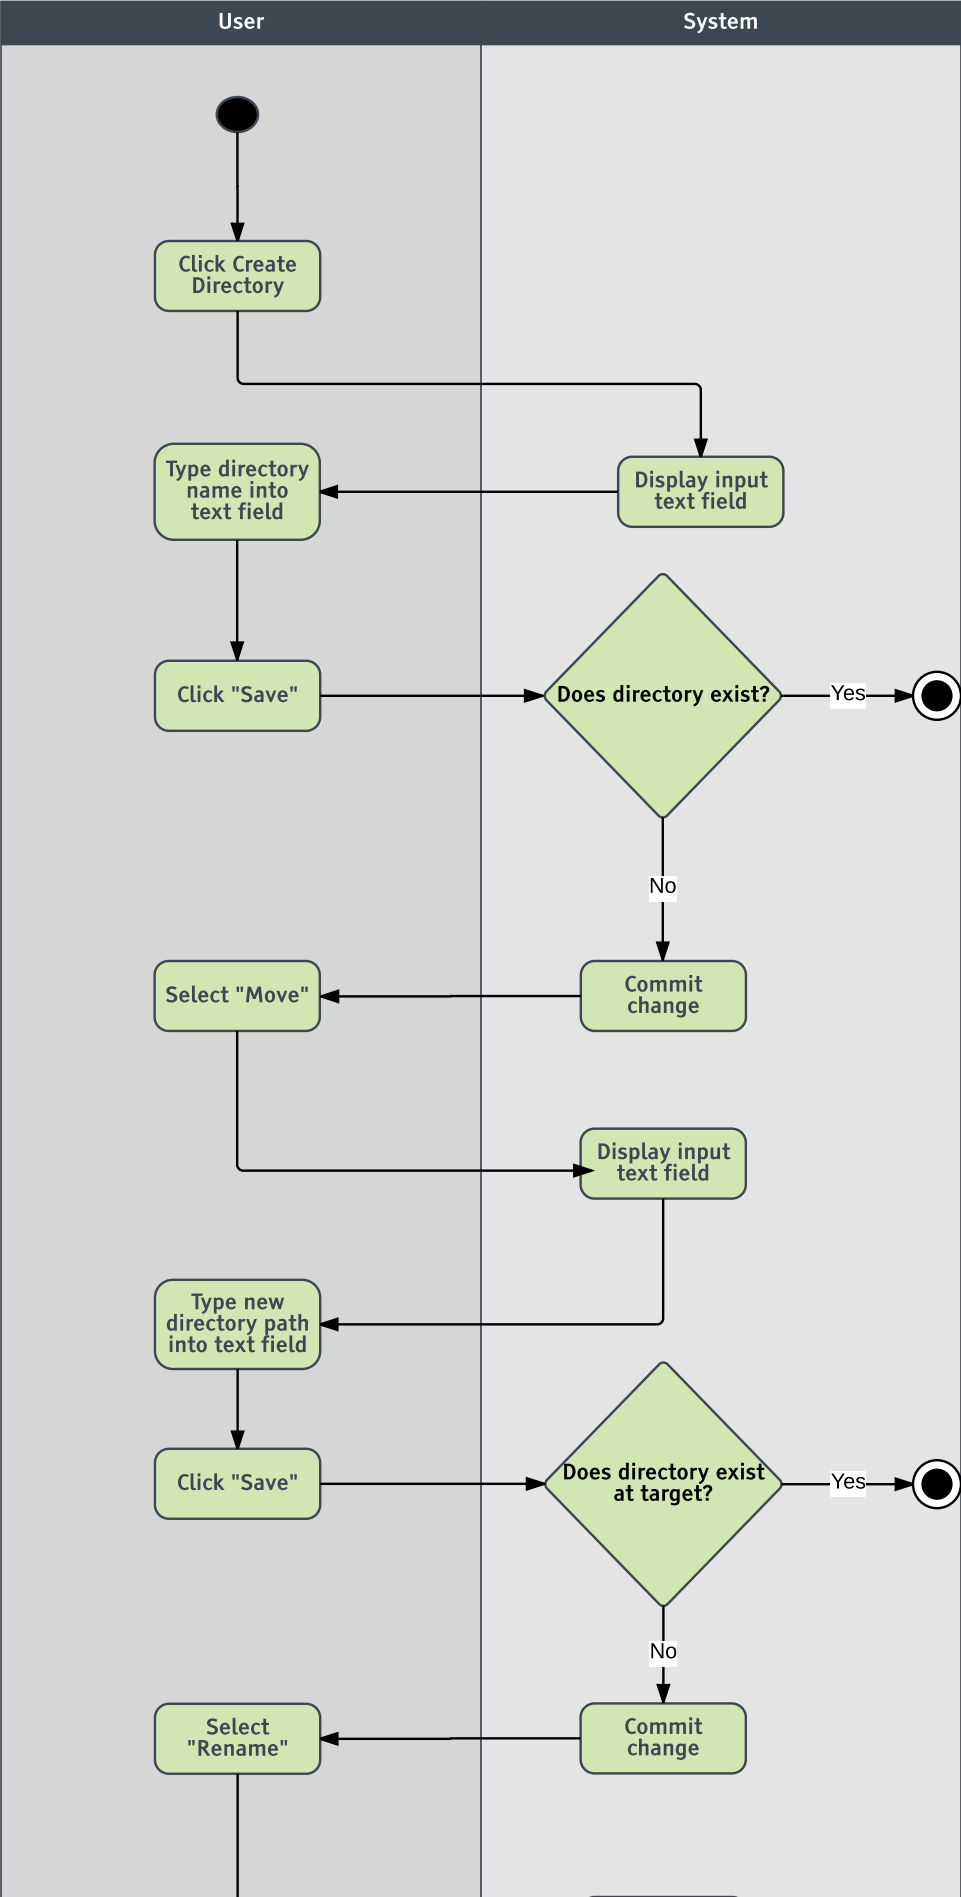 User
System
Click Create
Directory
Type directory
name into
text field
Display input
text field
Click "Save"
Does directory exist?
Yes
No
Select "Move"
Commit
change
Display input
text field
Type new
directory path
into text field
Click "Save"
Does directory exist
at target?
Yes
No
Select
"Rename"
Commit
change